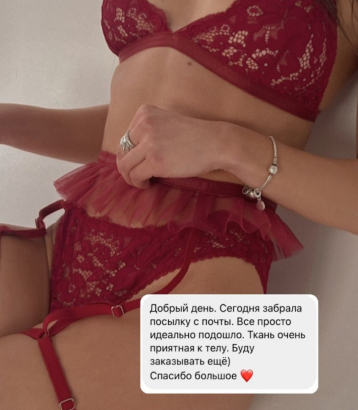 Добрый день. Сегодня забрала
посылку с почты. Все просто
идеально подошло. Ткань очень
приятная к телу. Буду
заказывать ещё)
Спасибо большое ❤️